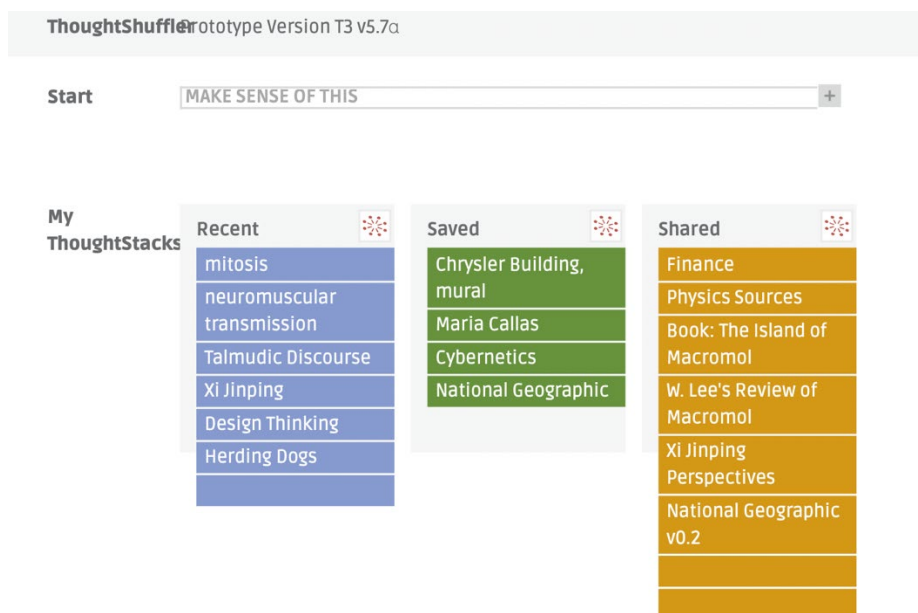 ThoughtShuffler Prototype Version T3 v5.7α
Start
MAKE SENSE OF THIS
+
My
ThoughtStacks
Recent
mitosis
neuromuscular
transmission
Talmudic Discourse
Xi Jinping
Design Thinking
Herding Dogs
Saved
Chrysler Building,
mural
Maria Callas
Cybernetics
National Geographic
Shared
Finance
Physics Sources
Book: The Island of
Macromol
W. Lee's Review of
Macromol
Xi Jinping
Perspectives
National Geographic
v0.2